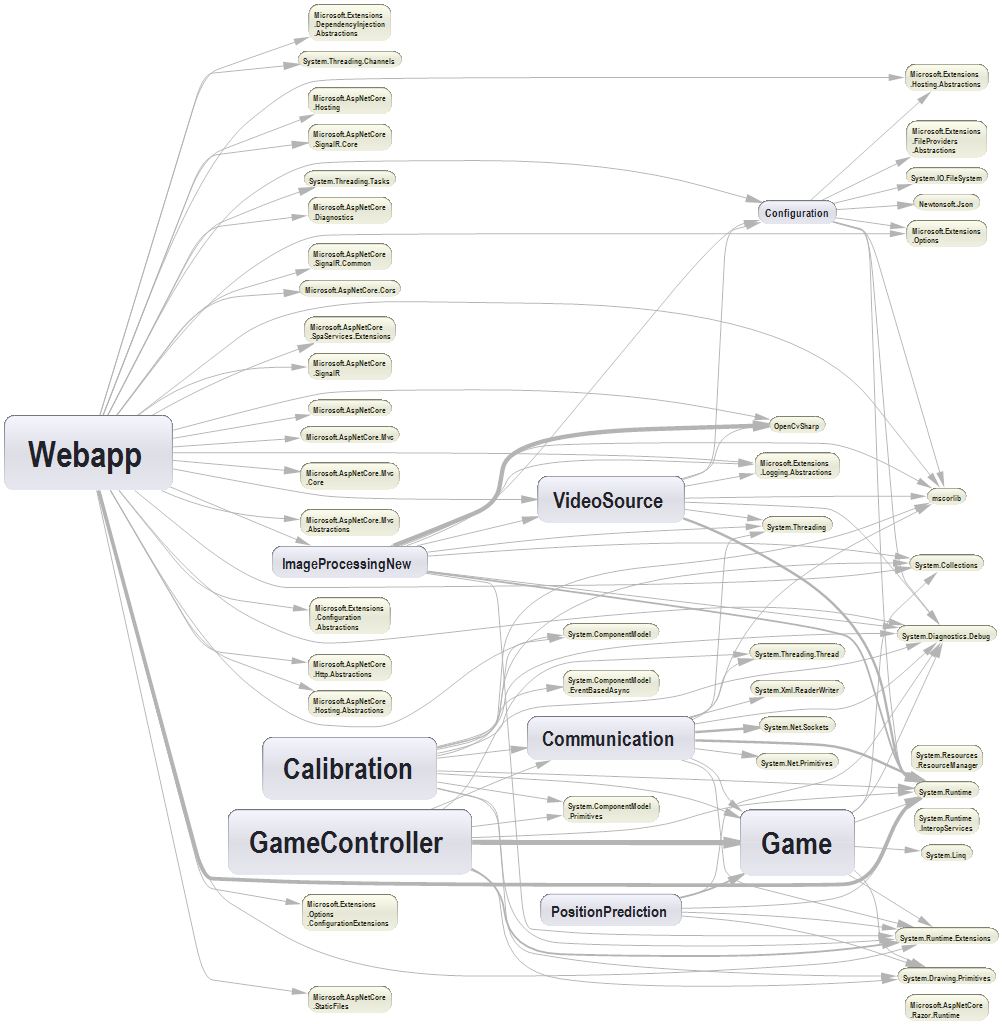 Microsoft.Extensions
.DependencyInjection
.Abstractions
System.Threading.Channels
Microsoft.Extensions
.Hosting.Abstractions
Microsoft.AspNetCore
.Hosting
Microsoft.AspNetCore
.SignalR.Core
Microsoft.Extensions
.FileProviders
.Abstractions
System.Threading.Tasks
System.IO.FileSystem
Microsoft.AspNetCore
.Diagnostics
Configuration
Newtonsoft.Json
Microsoft.Extensions
.Options
Microsoft.AspNetCore
.SignalR.Common
Microsoft.AspNetCore.Cors
Microsoft.AspNetCore
.SpaServices.Extensions
Microsoft.AspNetCore
.SignalR
Microsoft.AspNetCore
OpenCvSharp
Microsoft.AspNetCore.Mvc
Webapp
Microsoft.Extensions
.Logging.Abstractions
Microsoft.AspNetCore.Mvc
.Core
VideoSource
mscorlib
Microsoft.AspNetCore.Mvc
.Abstractions
System.Threading
ImageProcessingNew
System.Collections
Microsoft.Extensions
.Configuration
.Abstractions
System.ComponentModel
System.Diagnostics.Debug
System.Threading.Thread
Microsoft.AspNetCore
.Http.Abstractions
System.ComponentModel
.EventBasedAsync
System.Xml.ReaderWriter
Microsoft.AspNetCore
.Hosting.Abstractions
System.Net.Sockets
Communication
System.Net.Primitives
System.Resources
.ResourceManager
Calibration
System.Runtime
System.ComponentModel
.Primitives
System.Runtime
.InteropServices
GameController
Game
System.Linq
Microsoft.Extensions
.Options
.ConfigurationExtensions
PositionPrediction
System.Runtime.Extensions
System.Drawing.Primitives
Microsoft.AspNetCore
.StaticFiles
Microsoft.AspNetCore
.Razor.Runtime